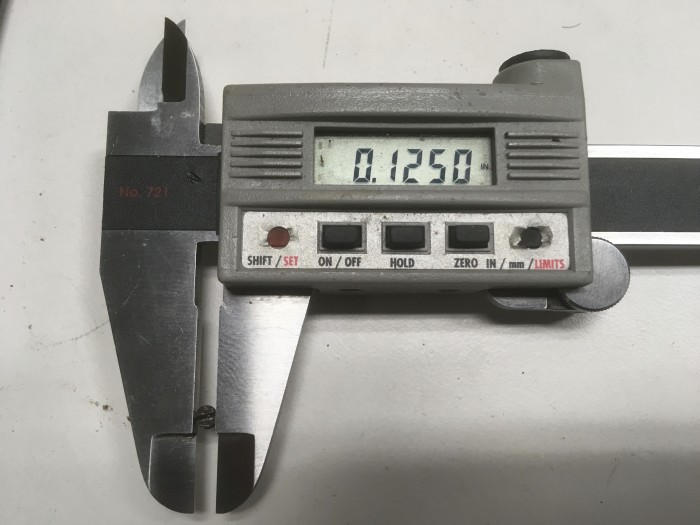 0.1250 IN
No. 721
SHIFT / SET ON / OFF HOLD ZERO IN / mm / LIMITS